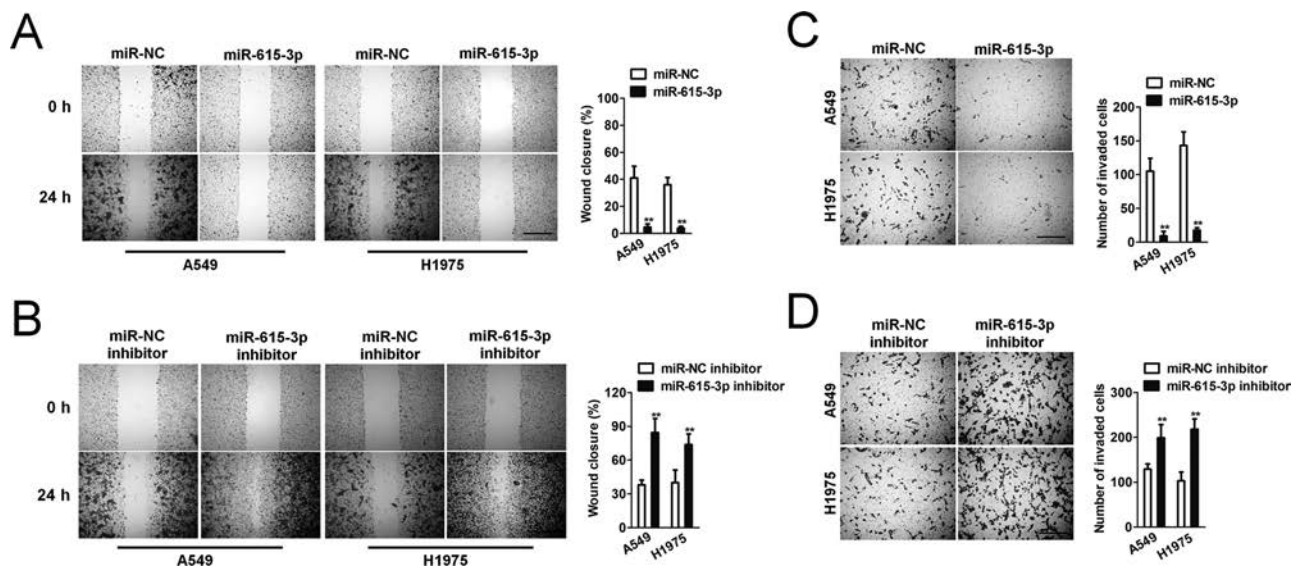 A
miR-NC miR-615-3p miR-NC miR-615-3p
0 h
24 h
A549 H1975
miR-NC
miR-615-3p
Wound closure (%)
100
80
60
40
20
0
** **
A549 H1975
B
miR-NC inhibitor miR-615-3p inhibitor miR-NC inhibitor miR-615-3p inhibitor
0 h
24 h
A549 H1975
miR-NC inhibitor
miR-615-3p inhibitor
Wound closure (%)
120
90
60
30
0
** **
A549 H1975
C
miR-NC miR-615-3p
A549
H1975
miR-NC
miR-615-3p
Number of invaded cells
200
150
100
50
0
** **
A549 H1975
D
miR-NC inhibitor miR-615-3p inhibitor
A549
H1975
miR-NC inhibitor
miR-615-3p inhibitor
Number of invaded cells
300
200
100
0
** **
A549 H1975